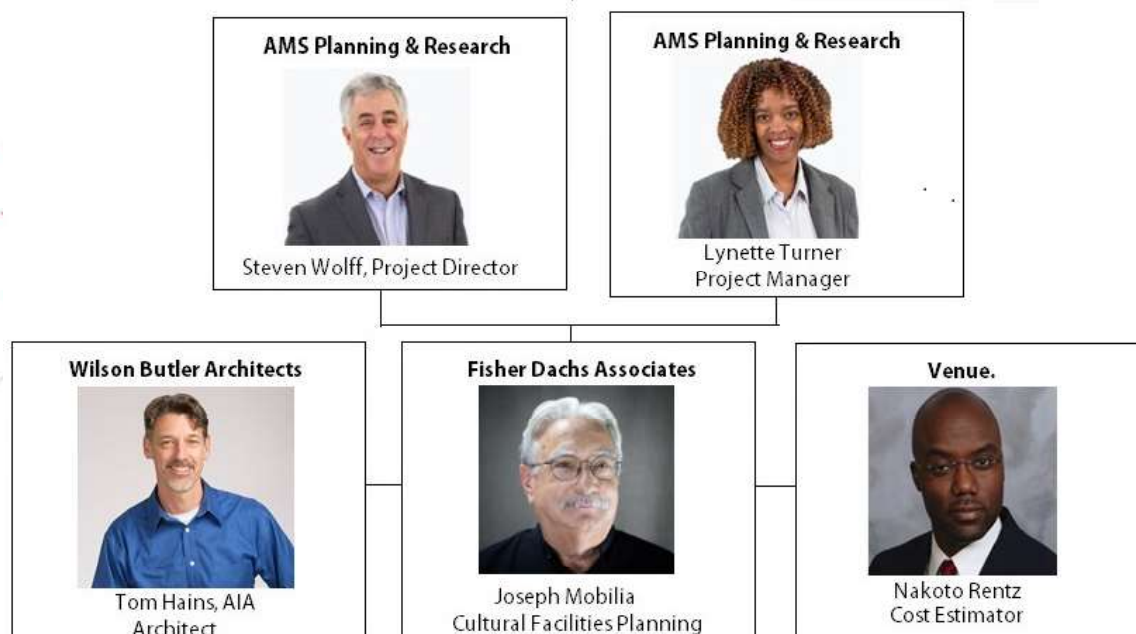 AMS Planning & Research
Steven Wolff, Project Director
AMS Planning & Research
Lynette Turner
Project Manager
Wilson Butler Architects
Tom Hains, AIA
Architect
Fisher Dachs Associates
Joseph Mobilia
Cultural Facilities Planning
Venue.
Nakoto Rentz
Cost Estimator